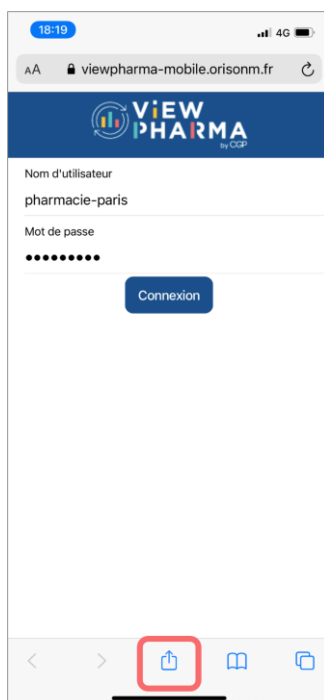 18:19
4G
AA viewpharma-mobile.orisonm.fr
ViEW
PHARMA
by CGP
Nom d'utilisateur
pharmacie-paris
Mot de passe
•••••••••
Connexion